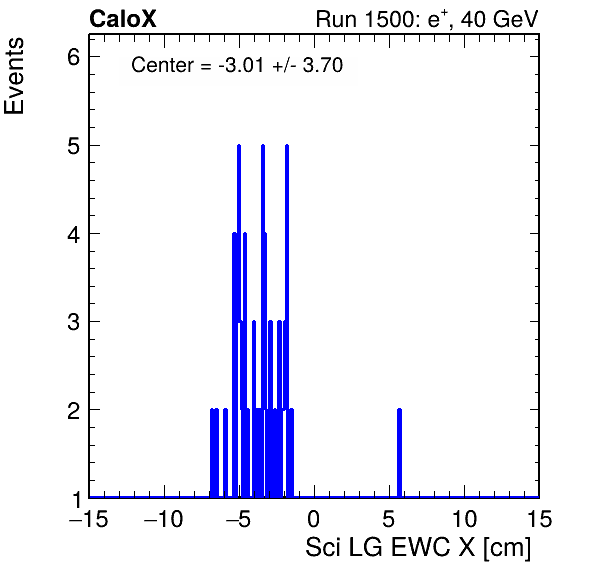 CaloX Run 1500: e⁺, 40 GeV
Center = -3.01 +/- 3.70
Events
6
5
4
3
2
1
−15 −10 −5 0 5 10 15
Sci LG EWC X [cm]